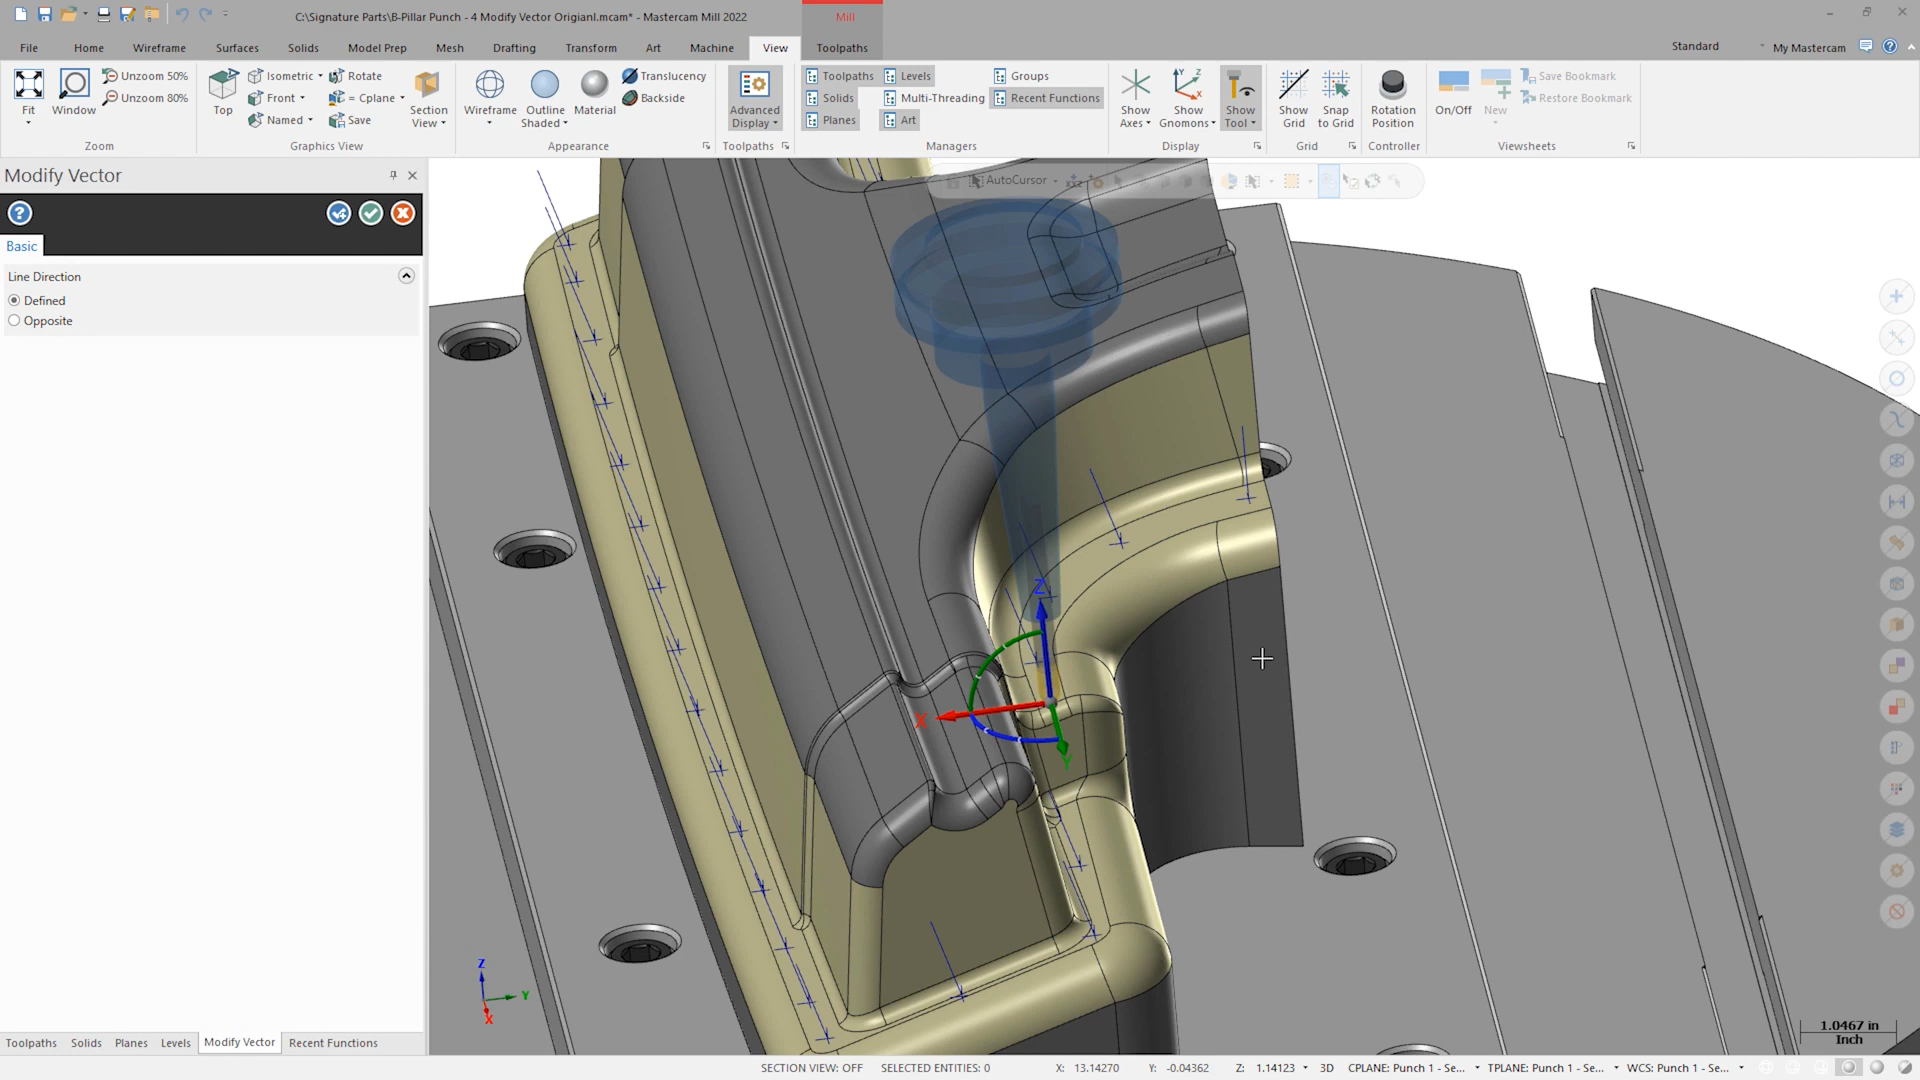 C:\Signature Parts\B-Pillar Punch - 4 Modify Vector Origianl.mcam* - Mastercam Mill 2022
Mill
File Home Wireframe Surfaces Solids Model Prep Mesh Drafting Transform Art Machine View Toolpaths
Standard My Mastercam
Fit
Window
Unzoom 50%
Unzoom 80%
Zoom
Top
Isometric
Front
Named
Rotate
= Cplane
Save
Section View
Graphics View
Wireframe
Outline Shaded
Material
Translucency
Backside
Appearance
Advanced Display
Toolpaths
Toolpaths
Solids
Planes
Levels
Multi-Threading
Art
Groups
Recent Functions
Managers
Show Axes
Show Gnomons
Show Tool
Display
Show Grid
Snap to Grid
Grid
Rotation Position
Controller
On/Off
New
Save Bookmark
Restore Bookmark
Viewsheets
Modify Vector
Basic
Line Direction
Defined
Opposite
AutoCursor
Z
X
Y
Z
Y
X
1.0467 in
Inch
Toolpaths Solids Planes Levels Modify Vector Recent Functions
SECTION VIEW: OFF SELECTED ENTITIES: 0 X: 13.14270 Y: -0.04362 Z: 1.14123 3D CPLANE: Punch 1 - Se... TPLANE: Punch 1 - Se... WCS: Punch 1 - Se...